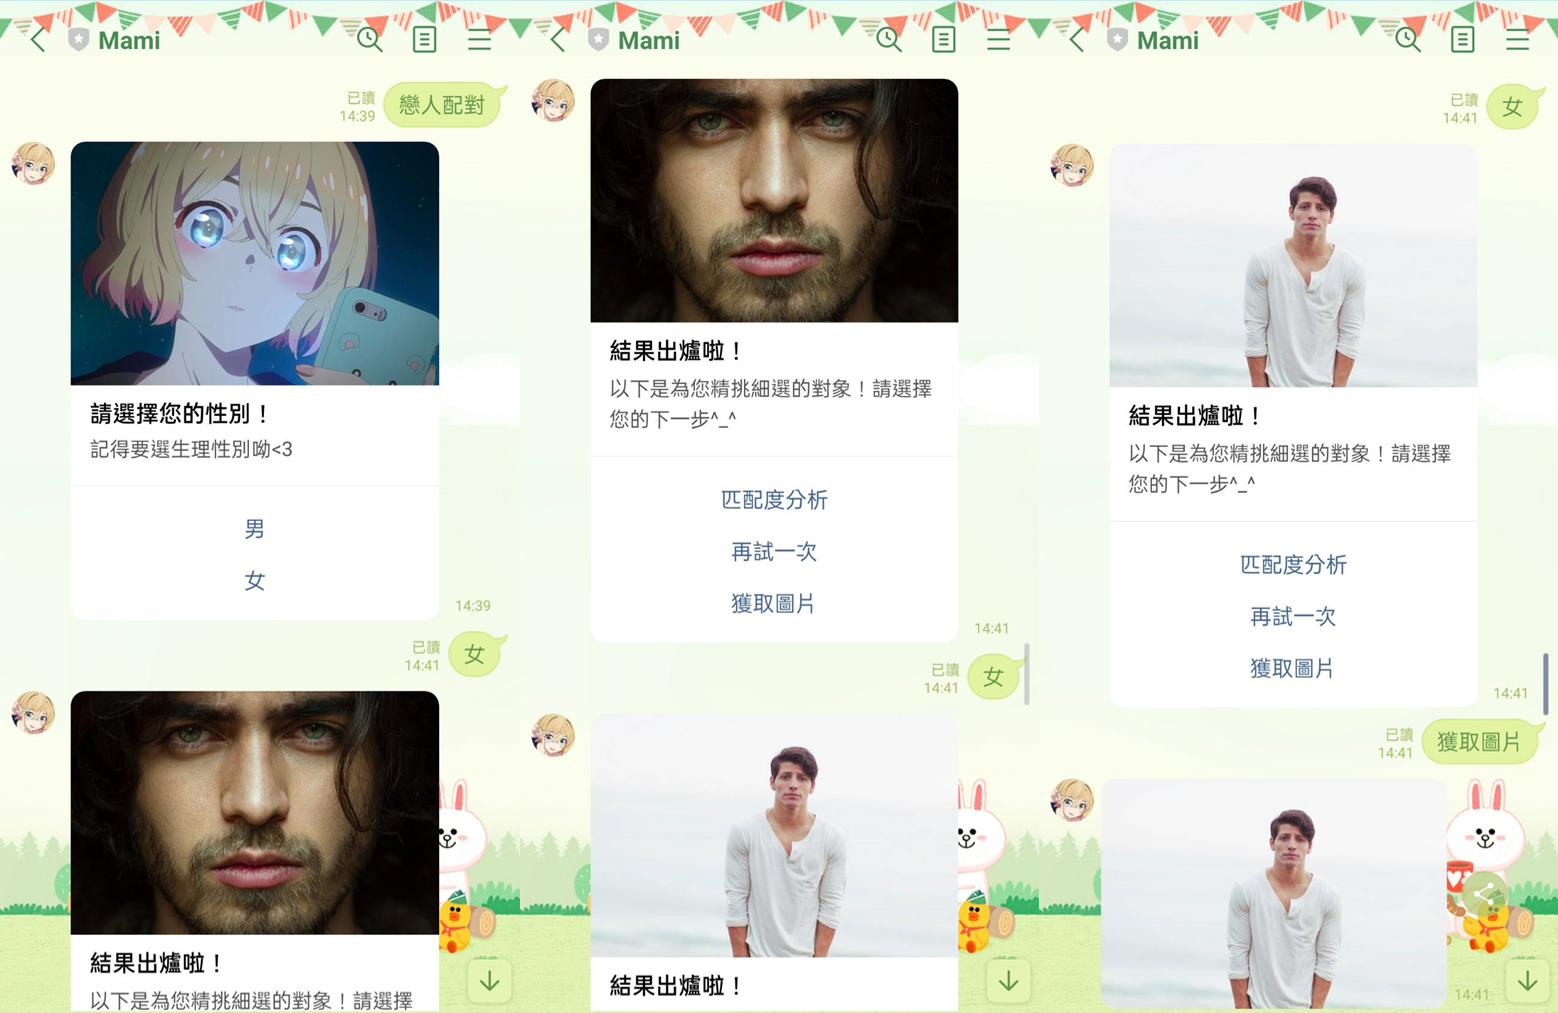 Mami
已讀
14:39
戀人配對
請選擇您的性別！
記得要選生理性別呦<3
男
女
14:39
已讀
14:41
女
結果出爐啦！
以下是為您精挑細選的對象！請選擇
Mami
結果出爐啦！
以下是為您精挑細選的對象！請選擇
您的下一步^_^
匹配度分析
再試一次
獲取圖片
14:41
已讀
14:41
女
結果出爐啦！
Mami
已讀
14:41
女
結果出爐啦！
以下是為您精挑細選的對象！請選擇
您的下一步^_^
匹配度分析
再試一次
獲取圖片
14:41
已讀
14:41
獲取圖片
14:41